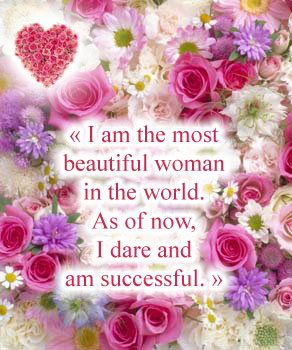 « I am the most
beautiful woman
in the world.
As of now,
I dare and
am successful. »